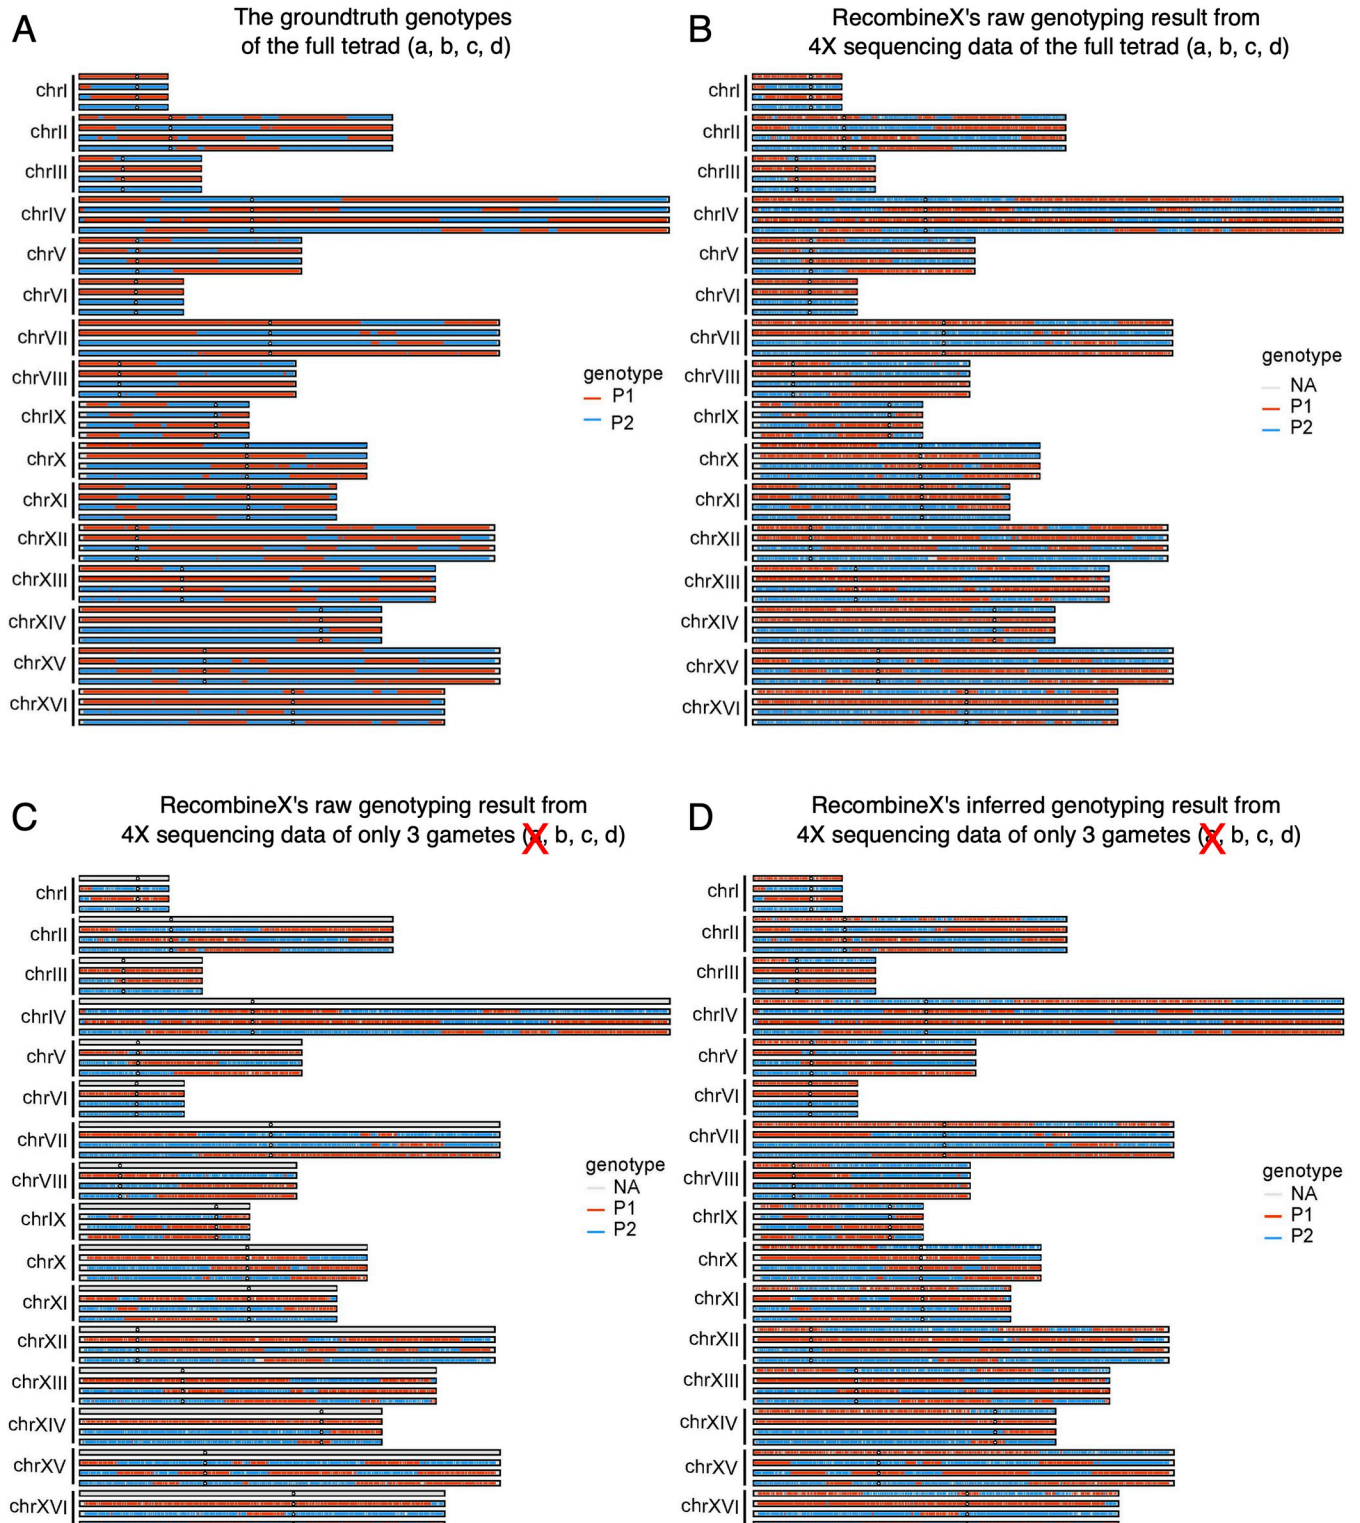 A
The groundtruth genotypes
of the full tetrad (a, b, c, d)
chrI
chrII
chrIII
chrIV
chrV
chrVI
chrVII
chrVIII
chrIX
chrX
chrXI
chrXII
chrXIII
chrXIV
chrXV
chrXVI
genotype
P1
P2
B
RecombineX's raw genotyping result from
4X sequencing data of the full tetrad (a, b, c, d)
chrI
chrII
chrIII
chrIV
chrV
chrVI
chrVII
chrVIII
chrIX
chrX
chrXI
chrXII
chrXIII
chrXIV
chrXV
chrXVI
genotype
NA
P1
P2
C
RecombineX's raw genotyping result from
4X sequencing data of only 3 gametes (a, b, c, d)
chrI
chrII
chrIII
chrIV
chrV
chrVI
chrVII
chrVIII
chrIX
chrX
chrXI
chrXII
chrXIII
chrXIV
chrXV
chrXVI
genotype
NA
P1
P2
D
RecombineX's inferred genotyping result from
4X sequencing data of only 3 gametes (a, b, c, d)
chrI
chrII
chrIII
chrIV
chrV
chrVI
chrVII
chrVIII
chrIX
chrX
chrXI
chrXII
chrXIII
chrXIV
chrXV
chrXVI
genotype
NA
P1
P2